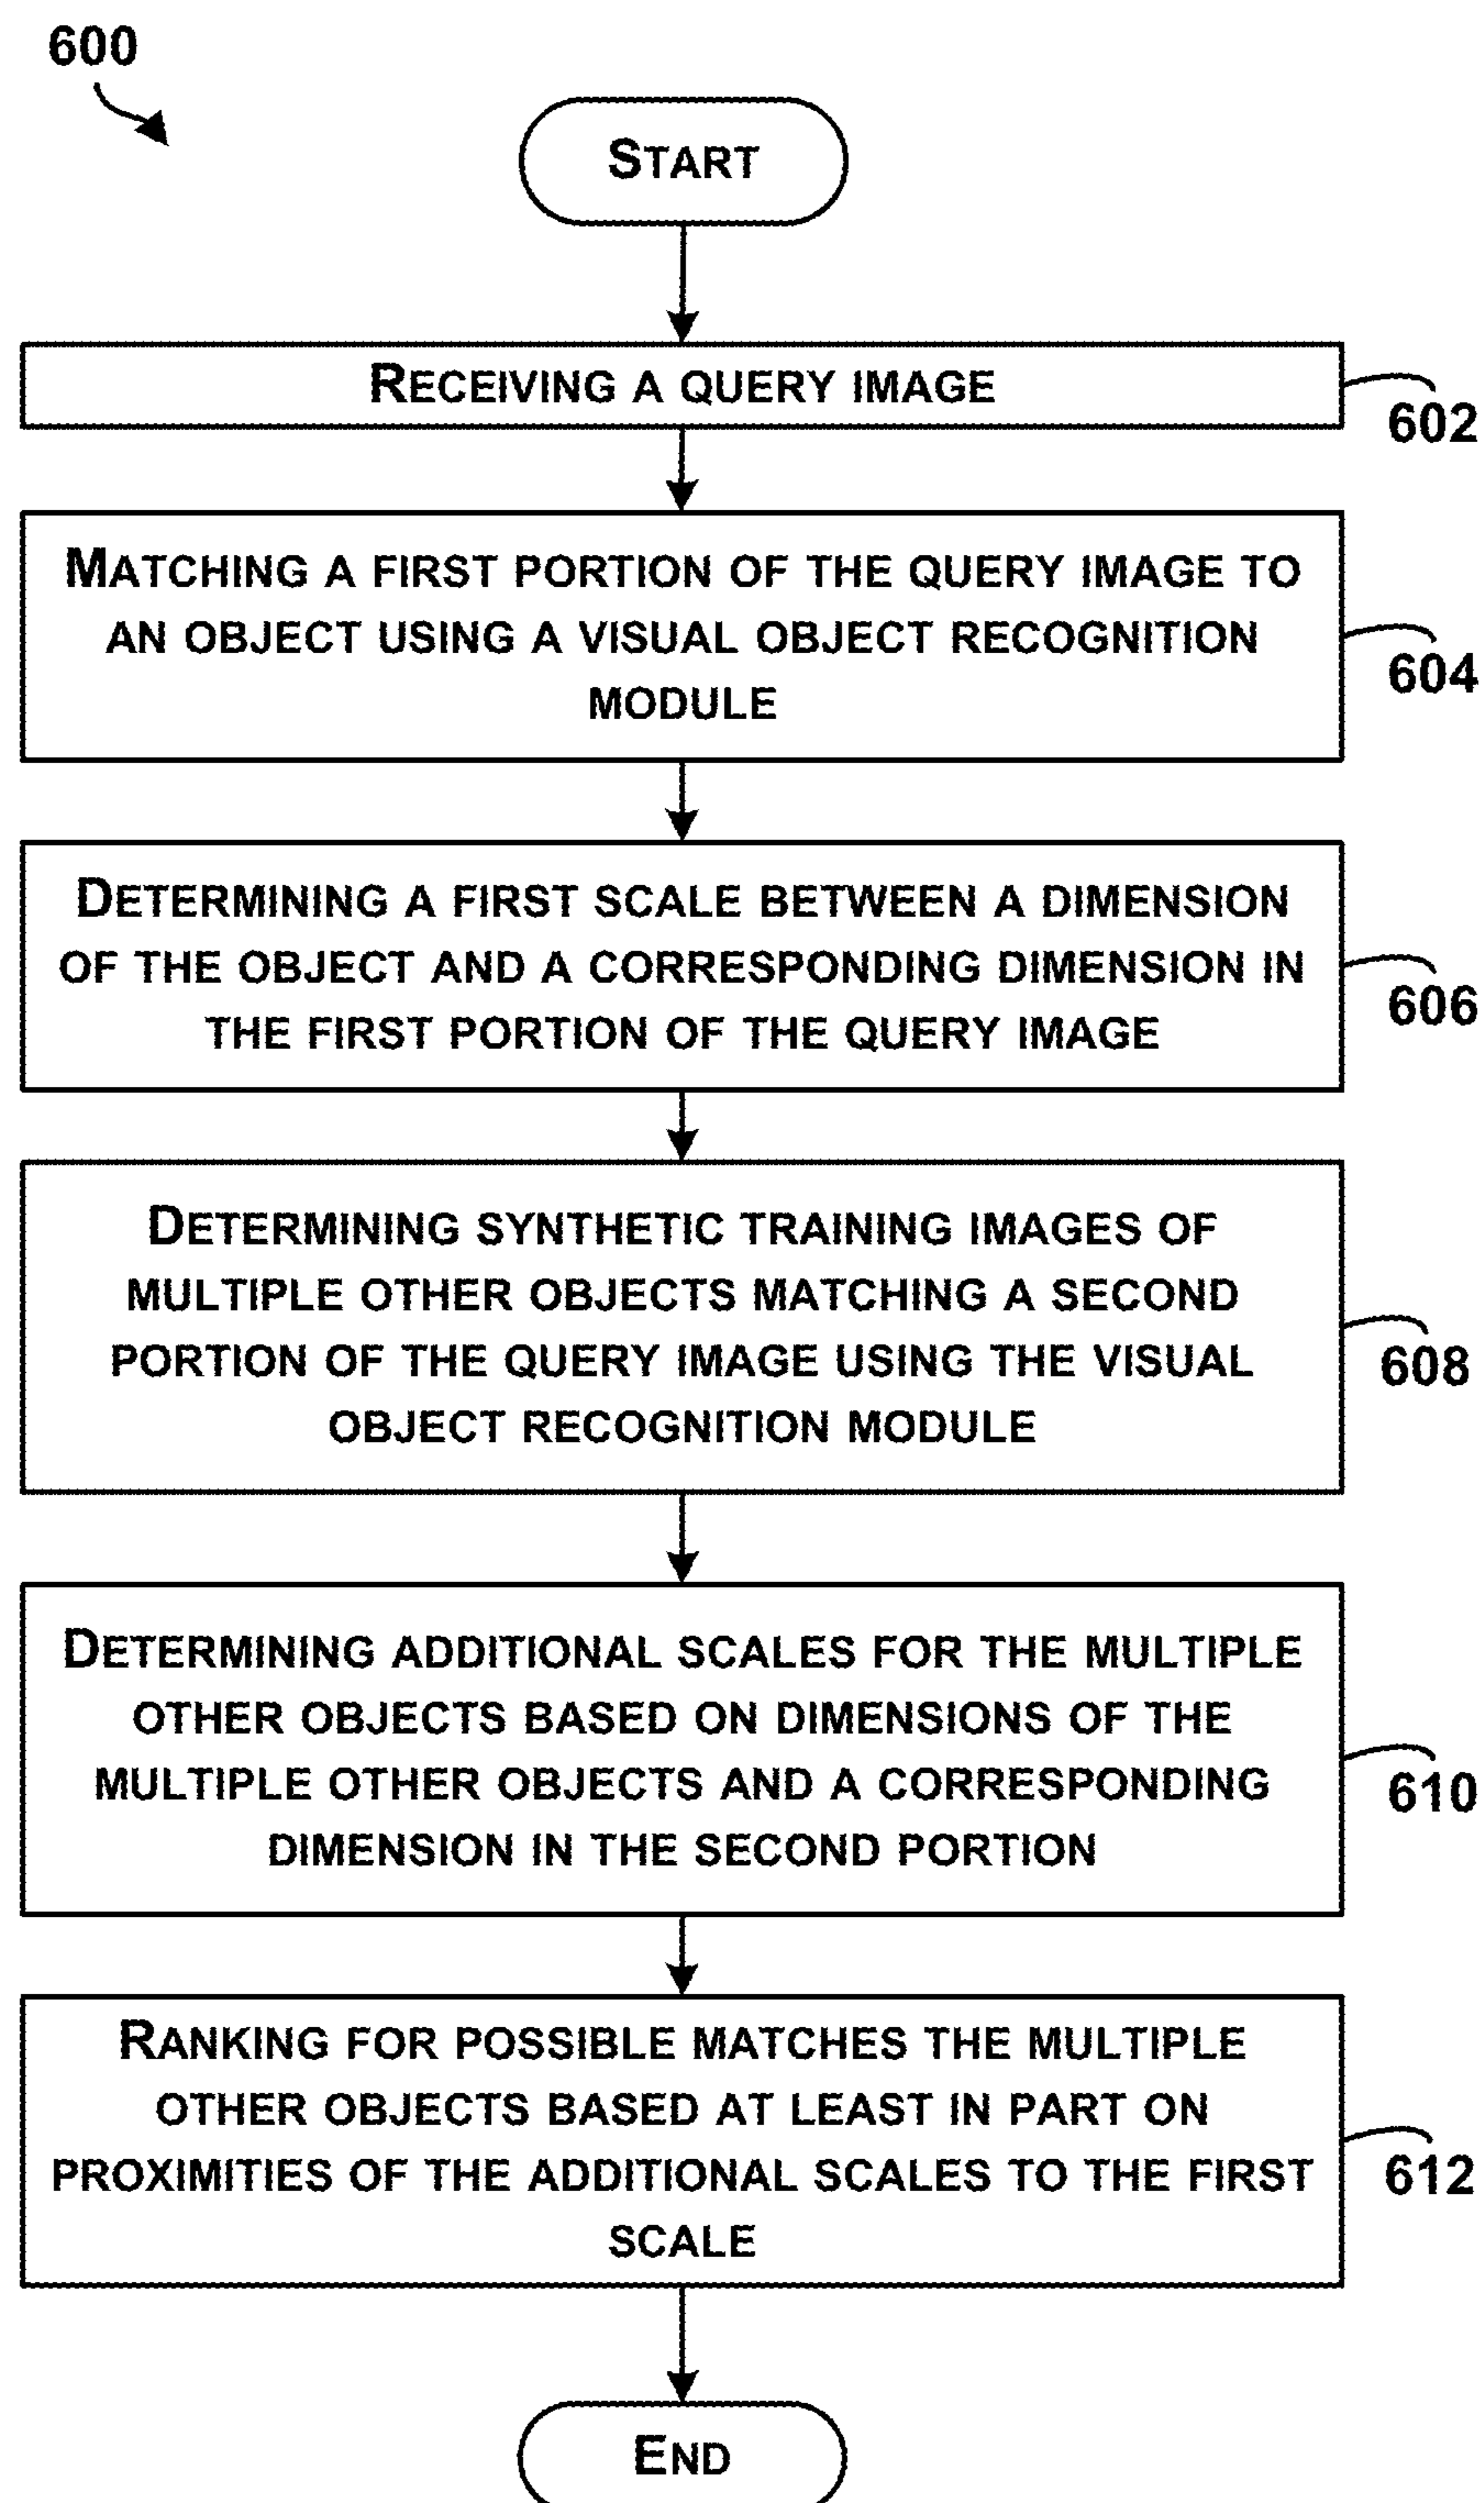 600
START
RECEIVING A QUERY IMAGE
602
MATCHING A FIRST PORTION OF THE QUERY IMAGE TO
AN OBJECT USING A VISUAL OBJECT RECOGNITION
MODULE
604
DETERMINING A FIRST SCALE BETWEEN A DIMENSION
OF THE OBJECT AND A CORRESPONDING DIMENSION IN
THE FIRST PORTION OF THE QUERY IMAGE
606
DETERMINING SYNTHETIC TRAINING IMAGES OF
MULTIPLE OTHER OBJECTS MATCHING A SECOND
PORTION OF THE QUERY IMAGE USING THE VISUAL
OBJECT RECOGNITION MODULE
608
DETERMINING ADDITIONAL SCALES FOR THE MULTIPLE
OTHER OBJECTS BASED ON DIMENSIONS OF THE
MULTIPLE OTHER OBJECTS AND A CORRESPONDING
DIMENSION IN THE SECOND PORTION
610
RANKING FOR POSSIBLE MATCHES THE MULTIPLE
OTHER OBJECTS BASED AT LEAST IN PART ON
PROXIMITIES OF THE ADDITIONAL SCALES TO THE FIRST
SCALE
612
END